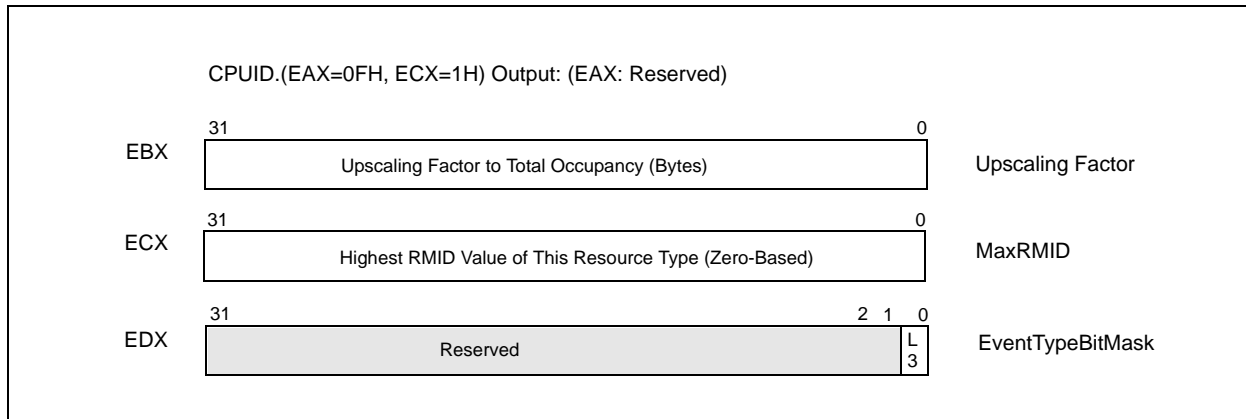 CPUID.(EAX=0FH, ECX=1H) Output: (EAX: Reserved)
31 0
EBX Upscaling Factor to Total Occupancy (Bytes) Upscaling Factor
31 0
ECX Highest RMID Value of This Resource Type (Zero-Based) MaxRMID
31 2 1 0
EDX Reserved L3 EventTypeBitMask